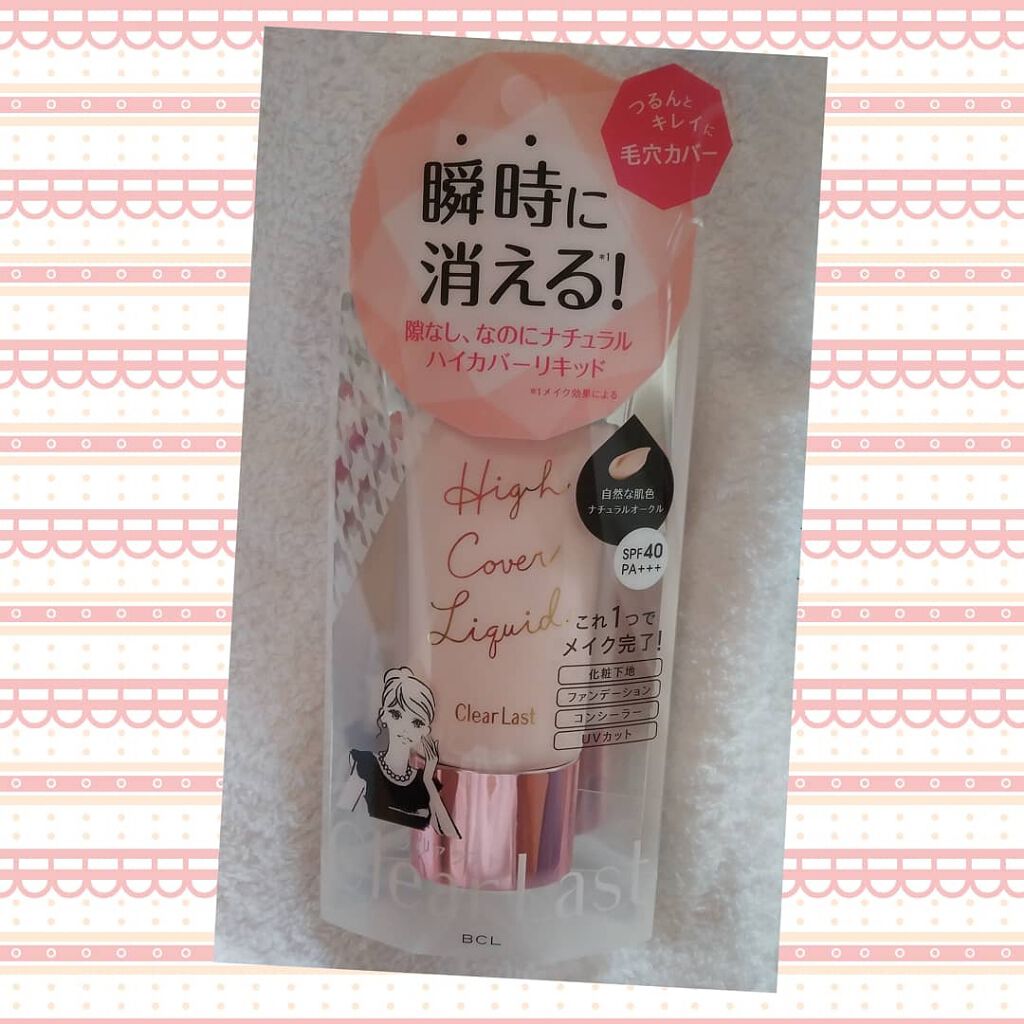 つるんと
キレイに
毛穴カバー
瞬時に
消える!
*1
隙なし、なのにナチュラル
ハイカバーリキッド
*1メイク効果による
High
Cover
Liquid.
自然な肌色
ナチュラルオークル
SPF40
PA+++
これ1つで
メイク完了!
化粧下地
ファンデーション
コンシーラー
UVカット
Clear Last
Clear Last
BCL